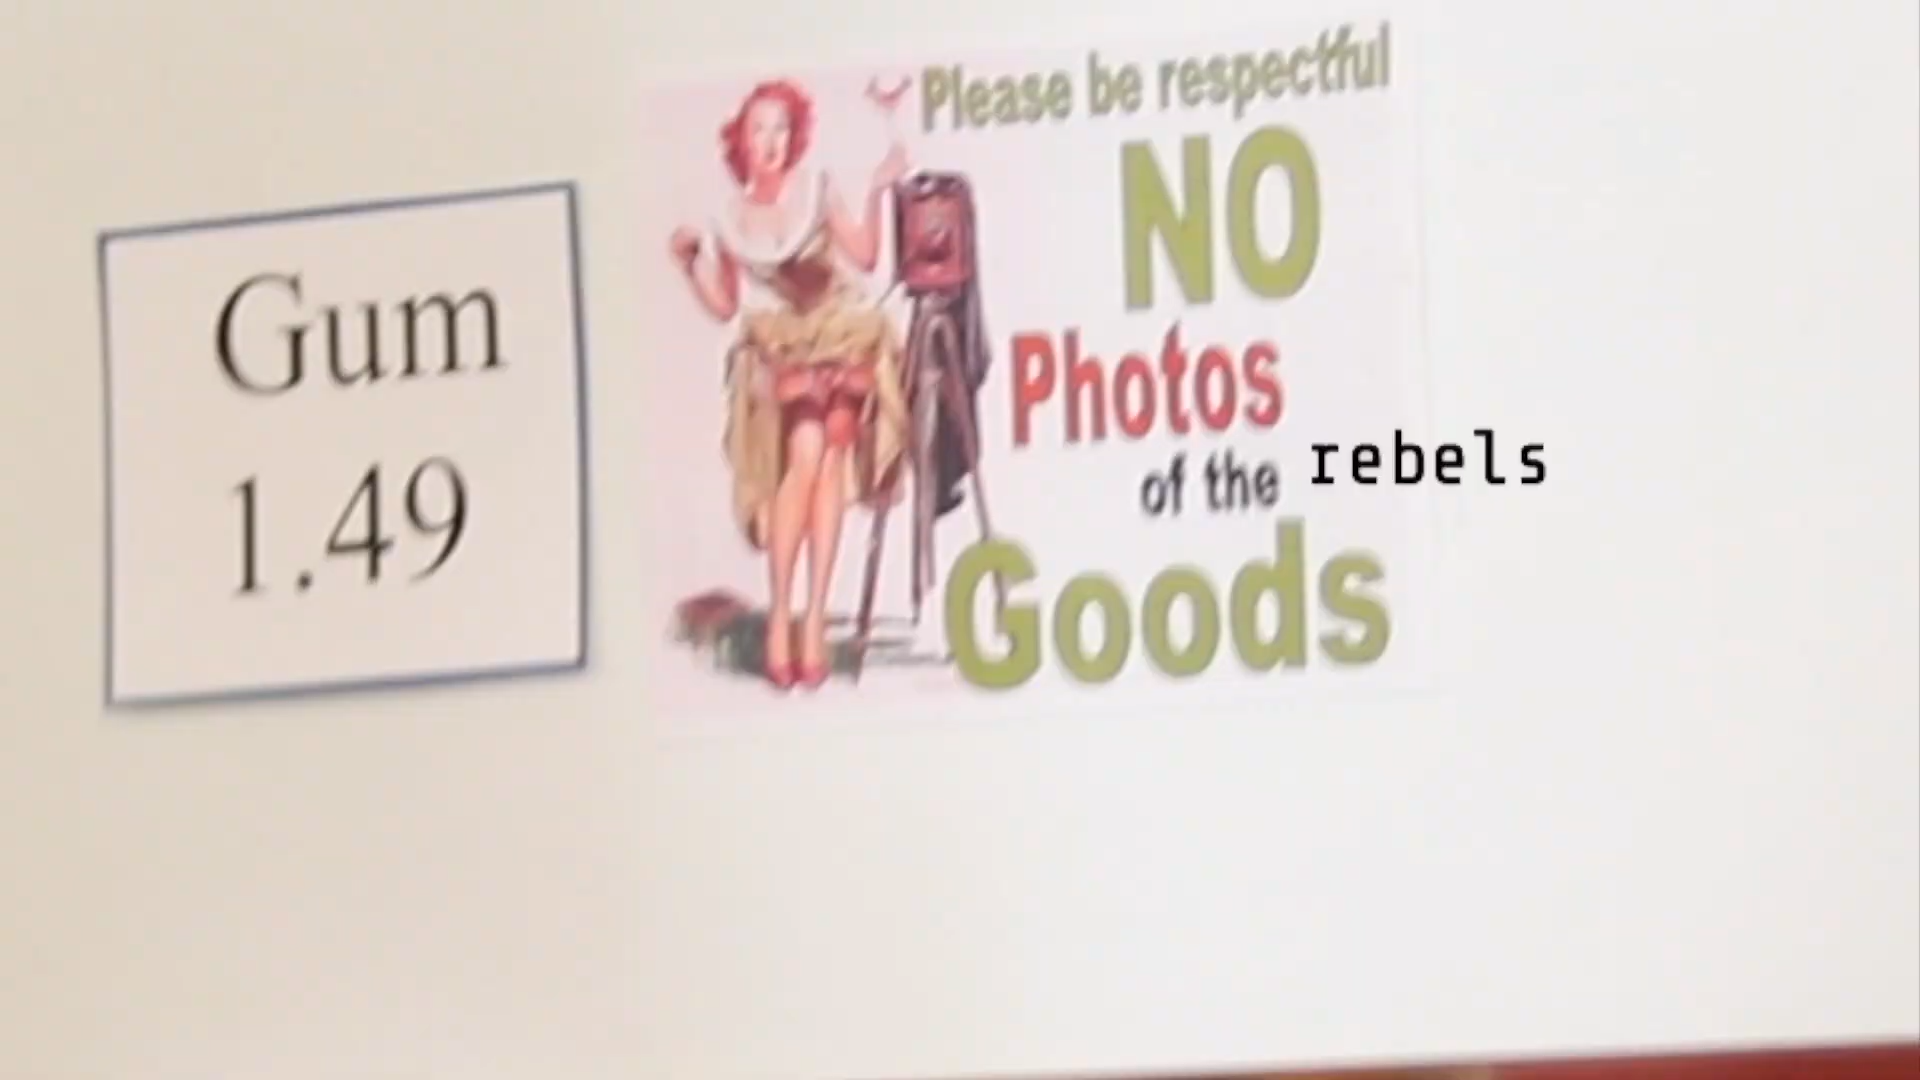 Gum
1.49
Please be respectful
NO
Photos
of the rebels
Goods